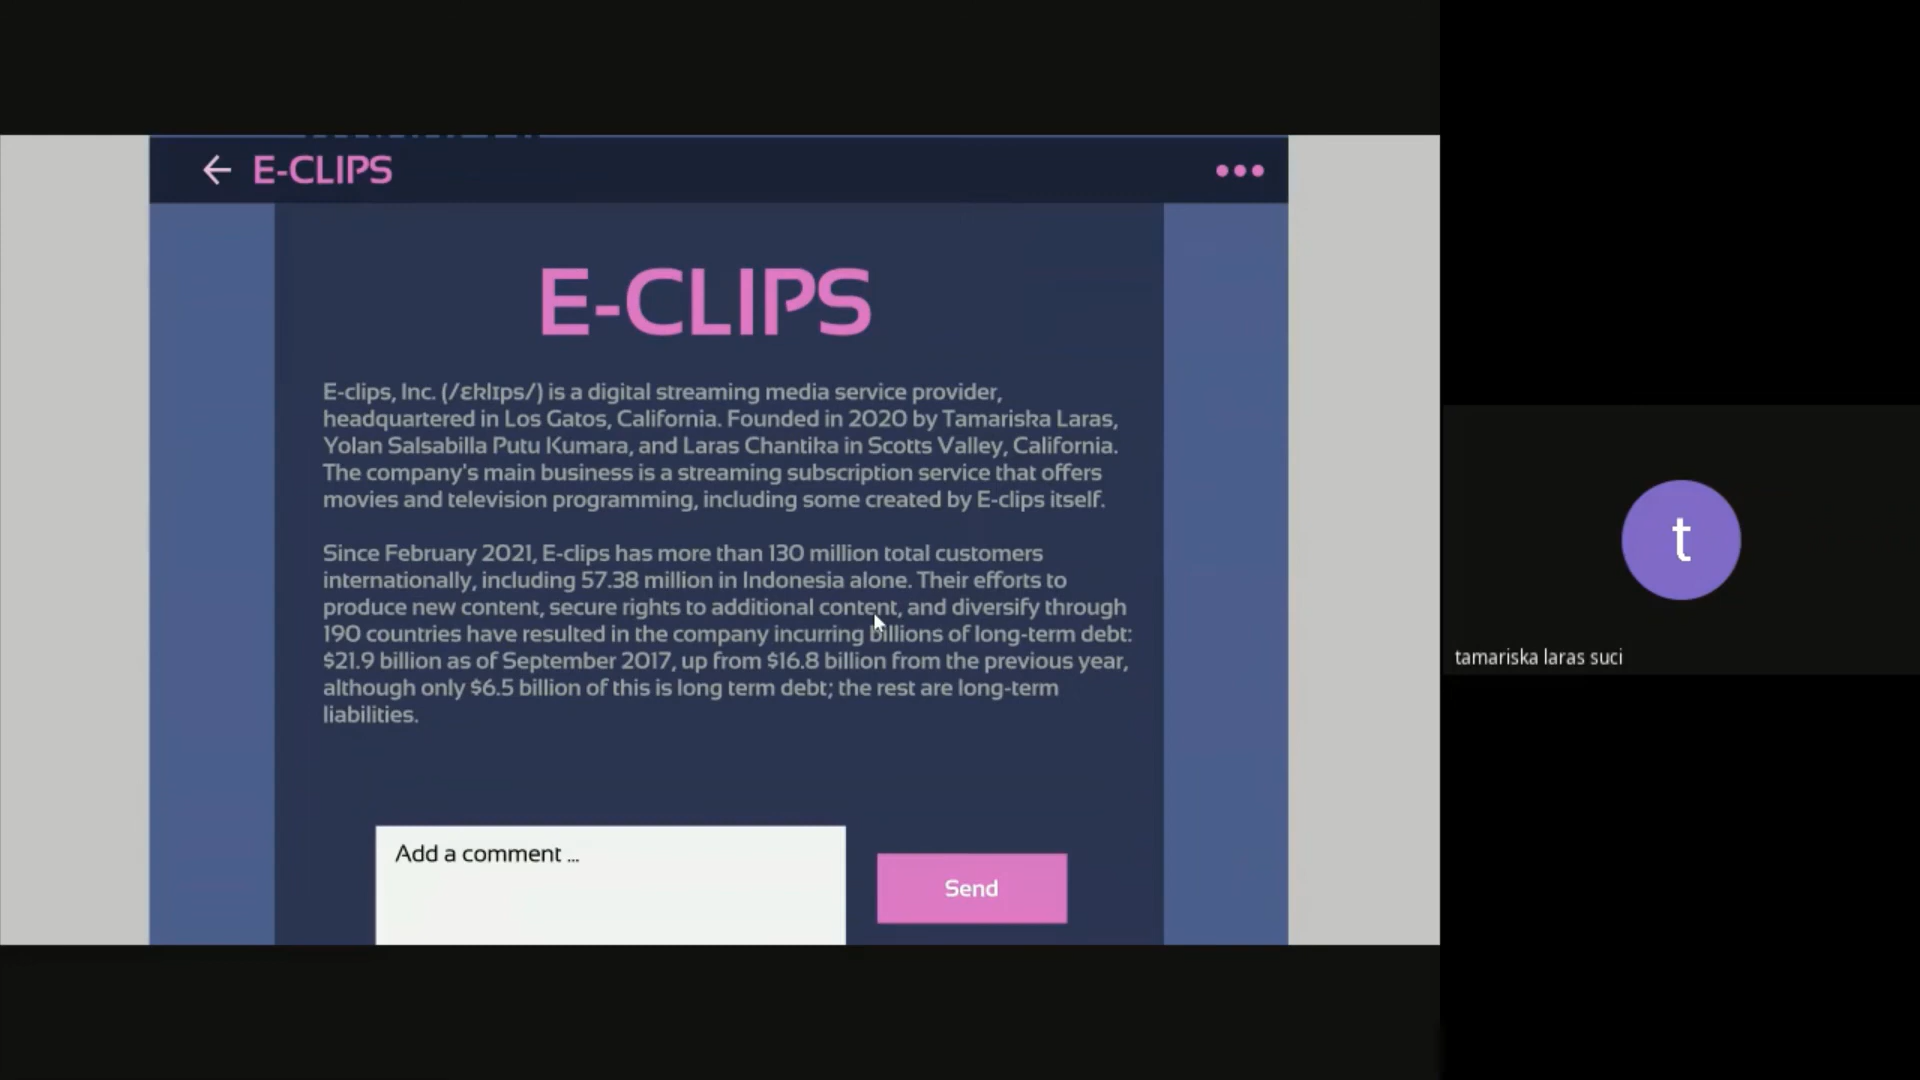 E-CLIPS
E-CLIPS
E-clips, Inc. (/ɛklɪps/) is a digital streaming media service provider,
headquartered in Los Gatos, California. Founded in 2020 by Tamariska Laras,
Yolan Salsabilla Putu Kumara, and Laras Chantika in Scotts Valley, California.
The company's main business is a streaming subscription service that offers
movies and television programming, including some created by E-clips itself.
Since February 2021, E-clips has more than 130 million total customers
internationally, including 57.38 million in Indonesia alone. Their efforts to
produce new content, secure rights to additional content, and diversify through
190 countries have resulted in the company incurring billions of long-term debt:
$21.9 billion as of September 2017, up from $16.8 billion from the previous year,
although only $6.5 billion of this is long term debt; the rest are long-term
liabilities.
Add a comment ...
Send
t
tamariska laras suci